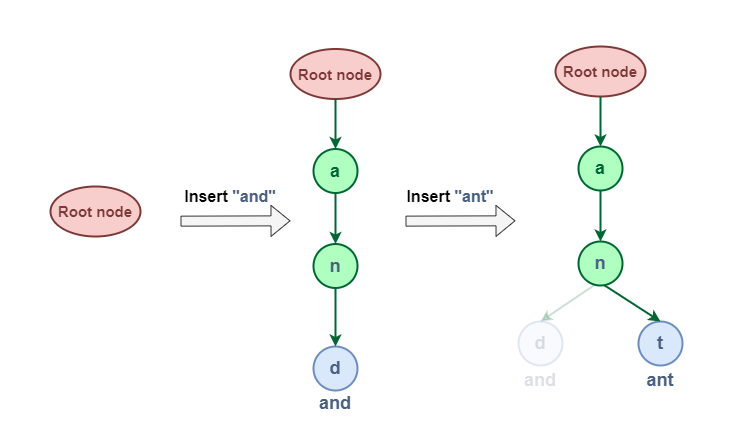 Root node
Insert "and"
Root node
a
n
d
and
Insert "ant"
Root node
a
n
d
and
t
ant